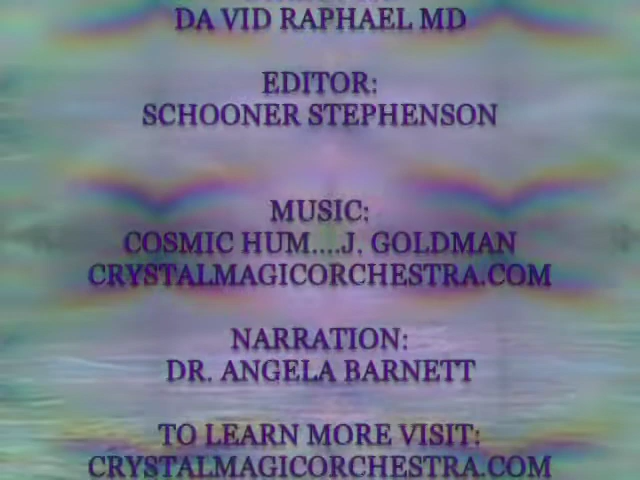 DA VID RAPHAEL MD
EDITOR:
SCHOONER STEPHENSON
MUSIC:
COSMIC HUM....J. GOLDMAN
CRYSTALMAGICORCHESTRA.COM
NARRATION:
DR. ANGELA BARNETT
TO LEARN MORE VISIT:
CRYSTALMAGICORCHESTRA.COM